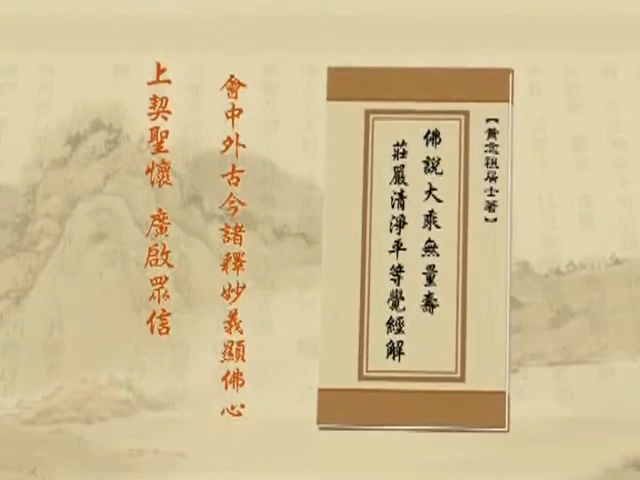 【黃念祖居士著】
佛說大乘無量壽
莊嚴清淨平等覺經解
會中外古今諸釋妙義顯佛心
上契聖懷 廣啟眾信